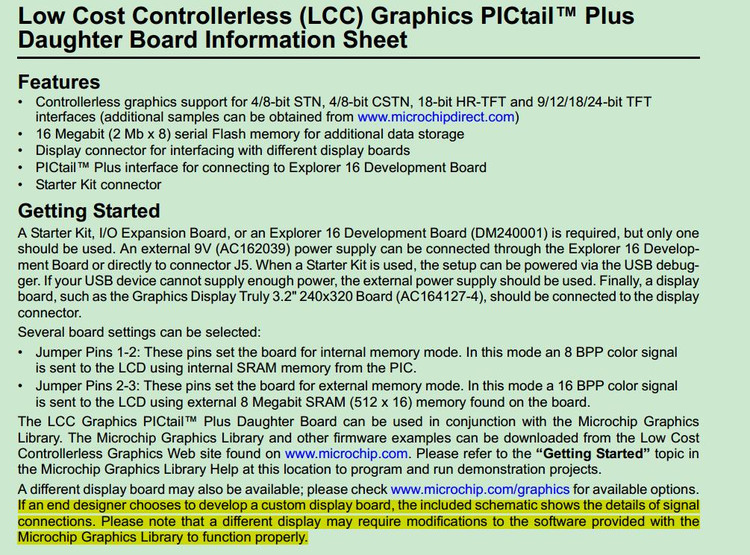 Low Cost Controllerless (LCC) Graphics PICtail™ Plus
Daughter Board Information Sheet
Features
• Controllerless graphics support for 4/8-bit STN, 4/8-bit CSTN, 18-bit HR-TFT and 9/12/18/24-bit TFT
interfaces (additional samples can be obtained from www.microchipdirect.com)
• 16 Megabit (2 Mb x 8) serial Flash memory for additional data storage
• Display connector for interfacing with different display boards
• PICtail™ Plus interface for connecting to Explorer 16 Development Board
• Starter Kit connector
Getting Started
A Starter Kit, I/O Expansion Board, or an Explorer 16 Development Board (DM240001) is required, but only one
should be used. An external 9V (AC162039) power supply can be connected through the Explorer 16 Develop-
ment Board or directly to connector J5. When a Starter Kit is used, the setup can be powered via the USB debug-
ger. If your USB device cannot supply enough power, the external power supply should be used. Finally, a display
board, such as the Graphics Display Truly 3.2" 240x320 Board (AC164127-4), should be connected to the display
connector.
Several board settings can be selected:
• Jumper Pins 1-2: These pins set the board for internal memory mode. In this mode an 8 BPP color signal
is sent to the LCD using internal SRAM memory from the PIC.
• Jumper Pins 2-3: These pins set the board for external memory mode. In this mode a 16 BPP color signal
is sent to the LCD using external 8 Megabit SRAM (512 x 16) memory found on the board.
The LCC Graphics PICtail™ Plus Daughter Board can be used in conjunction with the Microchip Graphics
Library. The Microchip Graphics Library and other firmware examples can be downloaded from the Low Cost
Controllerless Graphics Web site found on www.microchip.com. Please refer to the “Getting Started” topic in
the Microchip Graphics Library Help at this location to program and run demonstration projects.
A different display board may also be available; please check www.microchip.com/graphics for available options.
If an end designer chooses to develop a custom display board, the included schematic shows the details of signal
connections. Please note that a different display may require modifications to the software provided with the
Microchip Graphics Library to function properly.